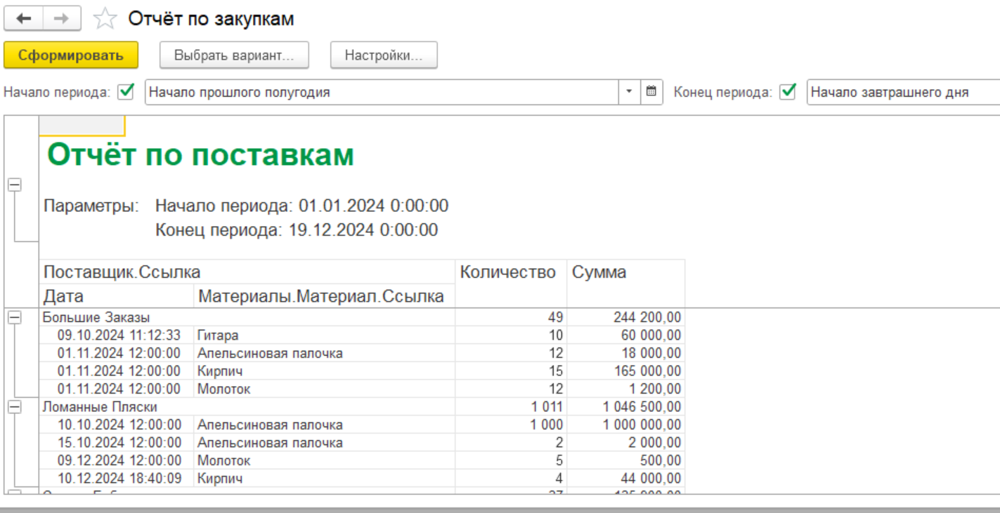 Отчёт по закупкам
Сформировать Выбрать вариант... Настройки...
Начало периода: Начало прошлого полугодия Конец периода: Начало завтрашнего дня
Отчёт по поставкам
Параметры: Начало периода: 01.01.2024 0:00:00
Конец периода: 19.12.2024 0:00:00
Поставщик.Ссылка Количество Сумма
Дата Материалы.Материал.Ссылка
Большие Заказы 49 244 200,00
09.10.2024 11:12:33 Гитара 10 60 000,00
01.11.2024 12:00:00 Апельсиновая палочка 12 18 000,00
01.11.2024 12:00:00 Кирпич 15 165 000,00
01.11.2024 12:00:00 Молоток 12 1 200,00
Ломанные Пляски 1 011 1 046 500,00
10.10.2024 12:00:00 Апельсиновая палочка 1 000 1 000 000,00
15.10.2024 12:00:00 Апельсиновая палочка 2 2 000,00
09.12.2024 12:00:00 Молоток 5 500,00
10.12.2024 18:40:09 Кирпич 4 44 000,00